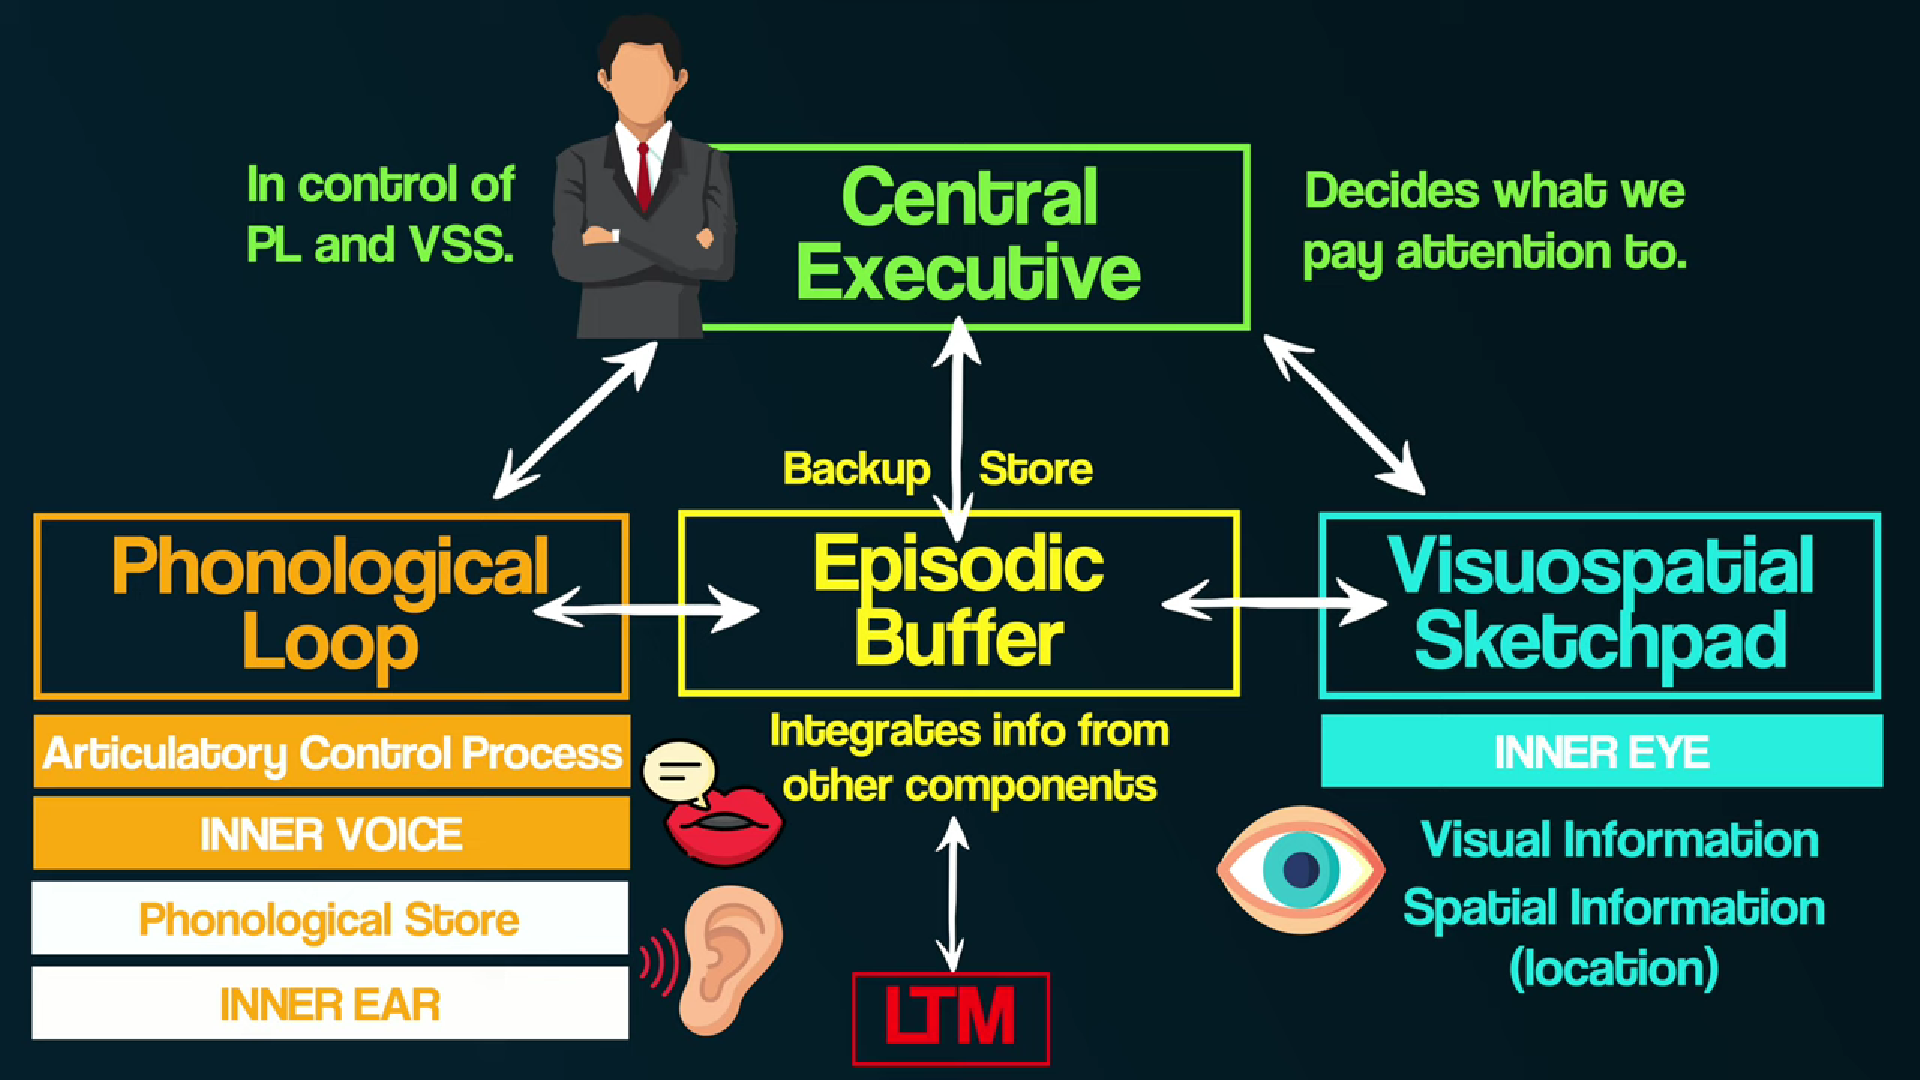 In control of
PL and VSS.
Central
Executive
Decides what we
pay attention to.
Backup Store
Phonological
Loop
Episodic
Buffer
Visuospatial
Sketchpad
Articulatory Control Process
INNER VOICE
Phonological Store
INNER EAR
Integrates info from
other components
LTM
INNER EYE
Visual Information
Spatial Information
(location)